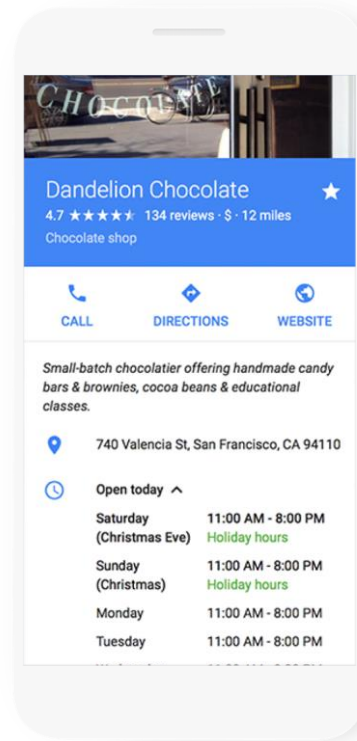 CHOCOLATE
Dandelion Chocolate
4.7 134 reviews · $ · 12 miles
Chocolate shop
CALL DIRECTIONS WEBSITE
Small-batch chocolatier offering handmade candy
bars & brownies, cocoa beans & educational
classes.
740 Valencia St, San Francisco, CA 94110
Open today
Saturday 11:00 AM - 8:00 PM
(Christmas Eve) Holiday hours
Sunday 11:00 AM - 8:00 PM
(Christmas) Holiday hours
Monday 11:00 AM - 8:00 PM
Tuesday 11:00 AM - 8:00 PM